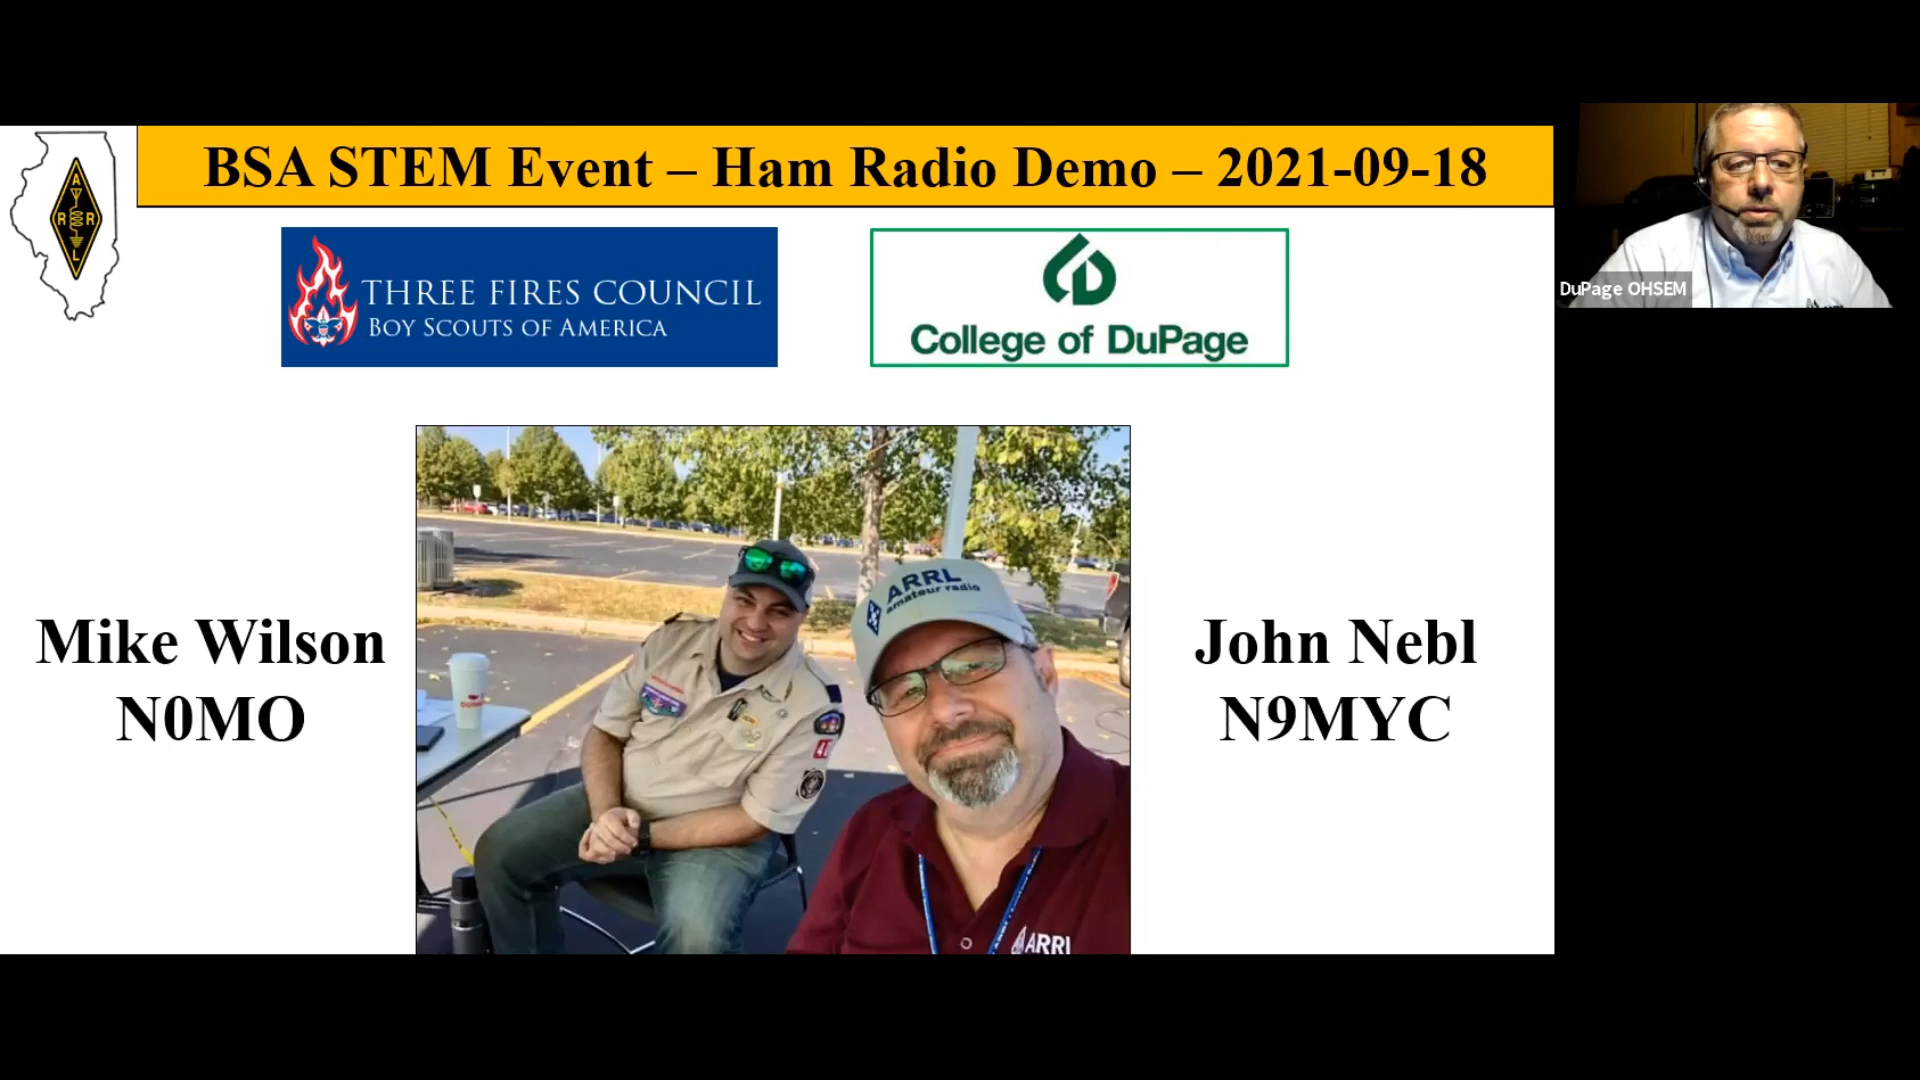 BSA STEM Event – Ham Radio Demo – 2021-09-18
A
R R
L
THREE FIRES COUNCIL
BOY SCOUTS OF AMERICA
College of DuPage
DuPage OHSEM
Mike Wilson
N0MO
ARRL
amateur radio
ARRL
John Nebl
N9MYC